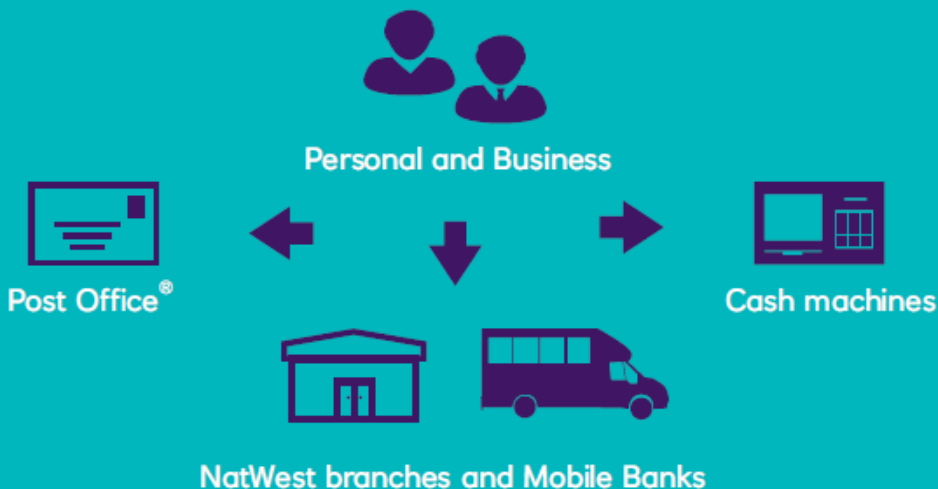 Personal and Business
Post Office®
Cash machines
NatWest branches and Mobile Banks